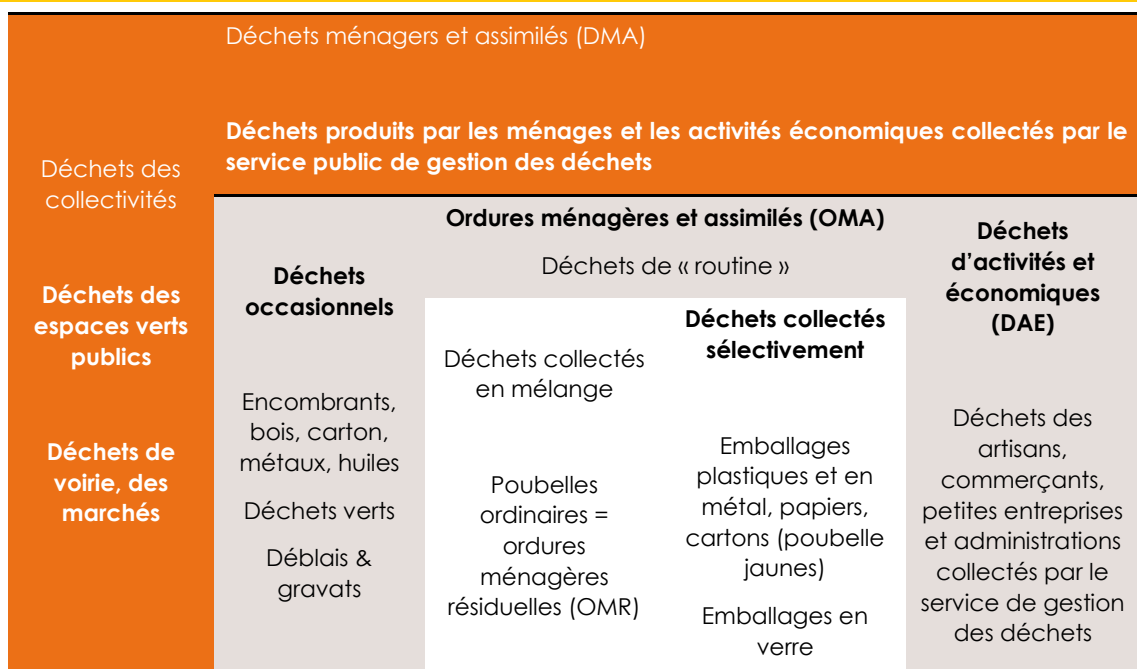 Déchets ménagers et assimilés (DMA)
Déchets produits par les ménages et les activités économiques collectés par le
service public de gestion des déchets
Déchets des
collectivités
Déchets des
espaces verts
publics
Déchets de
voirie, des
marchés
Déchets
occasionnels
Encombrants,
bois, carton,
métaux, huiles
Déchets verts
Déblais &
gravats
Ordures ménagères et assimilés (OMA)
Déchets de « routine »
Déchets collectés
en mélange
Poubelles
ordinaires =
ordures
ménagères
résiduelles (OMR)
Déchets collectés
sélectivement
Emballages
plastiques et en
métal, papiers,
cartons (poubelle
jaunes)
Emballages en
verre
Déchets
d'activités et
économiques
(DAE)
Déchets des
artisans,
commerçants,
petites entreprises
et administrations
collectés par le
service de gestion
des déchets